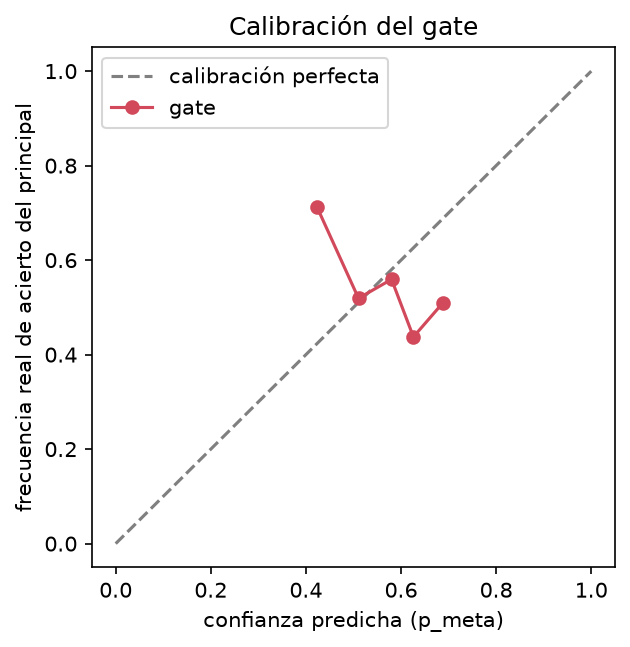 Calibración del gate
calibración perfecta
gate
frecuencia real de acierto del principal
1.0
0.8
0.6
0.4
0.2
0.0
0.0 0.2 0.4 0.6 0.8 1.0
confianza predicha (p_meta)